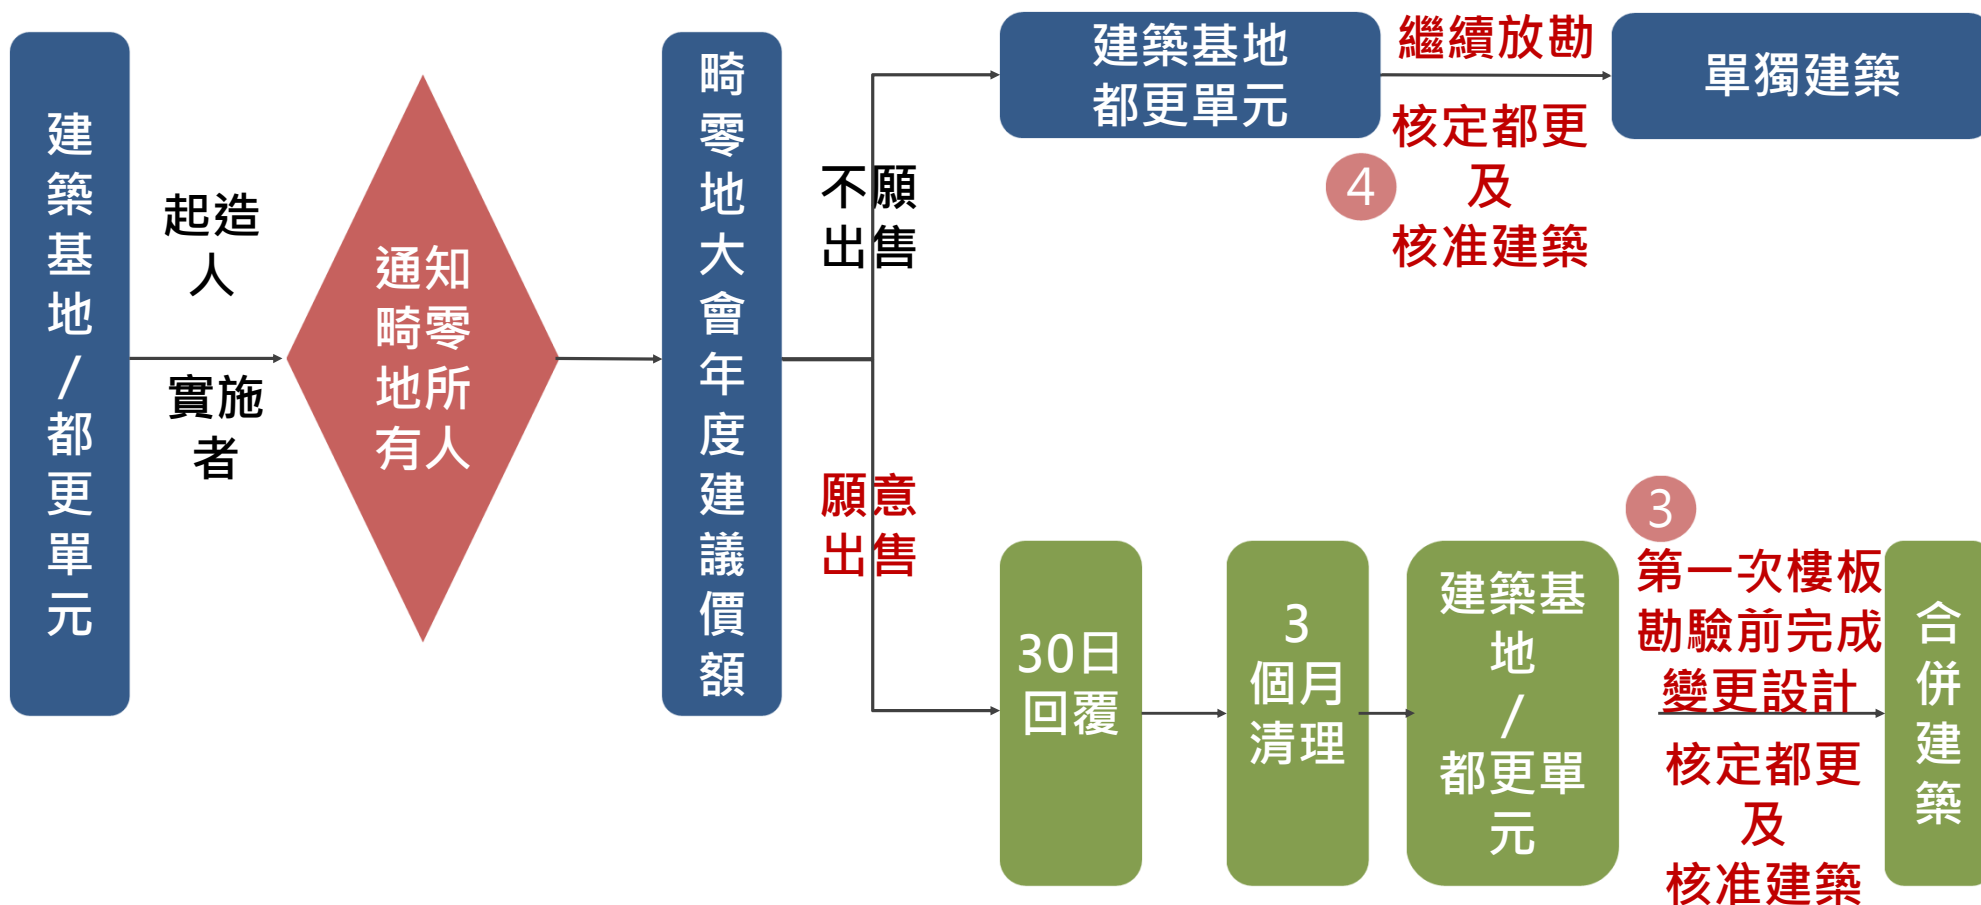 建
築
基
地
/
都
更
單
元
起造
人
實施
者
通知
畸零
地所
有人
畸
零
地
大
會
年
度
建
議
價
額
不願
出售
願意
出售
建築基地
都更單元
繼續放勘
核定都更
及
核准建築
4
單獨建築
30日
回覆
3
個月
清理
建築基
地
/
都更單
元
3
第一次樓板
勘驗前完成
變更設計
核定都更
及
核准建築
合
併
建
築